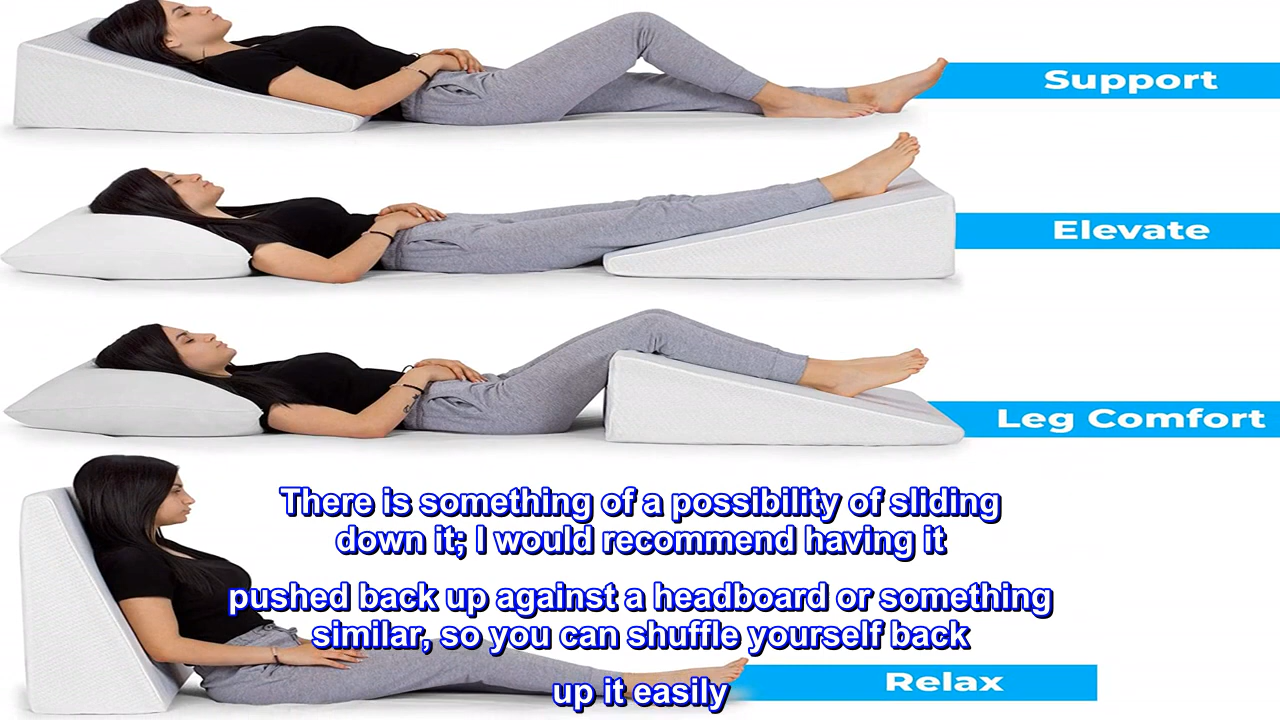 Support
Elevate
Leg Comfort
There is something of a possibility of sliding
down it; I would recommend having it
pushed back up against a headboard or something
similar, so you can shuffle yourself back
up it easily
Relax